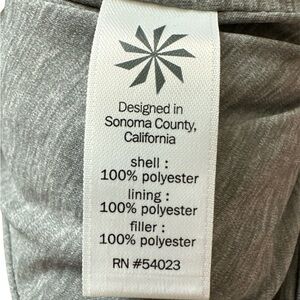 Designed in
Sonoma County,
California
shell :
100% polyester
lining :
100% polyester
filler :
100% polyester
RN #54023